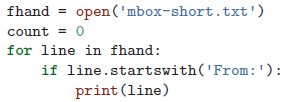 fhand = open('mbox-short.txt')
count = 0
for line in fhand:
    if line.startswith('From:'):
        print(line)